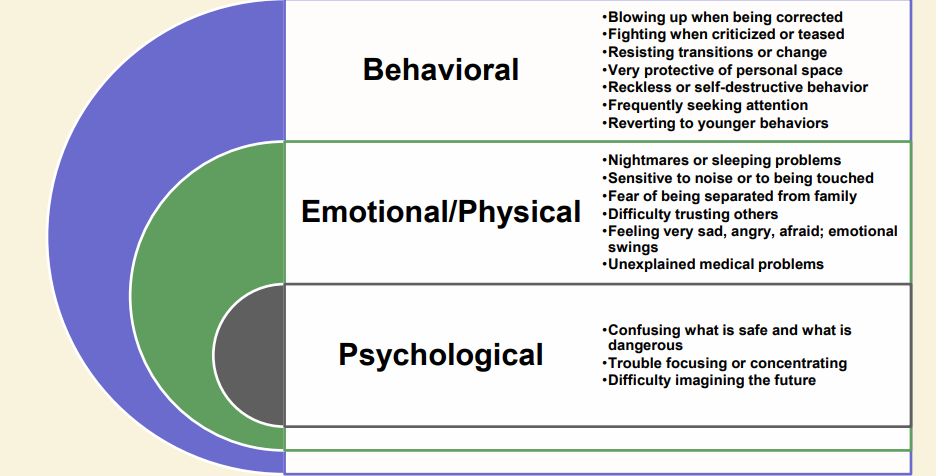 Behavioral
•Blowing up when being corrected
•Fighting when criticized or teased
•Resisting transitions or change
•Very protective of personal space
•Reckless or self-destructive behavior
•Frequently seeking attention
•Reverting to younger behaviors
Emotional/Physical
•Nightmares or sleeping problems
•Sensitive to noise or to being touched
•Fear of being separated from family
•Difficulty trusting others
•Feeling very sad, angry, afraid; emotional
swings
•Unexplained medical problems
Psychological
•Confusing what is safe and what is
dangerous
•Trouble focusing or concentrating
•Difficulty imagining the future